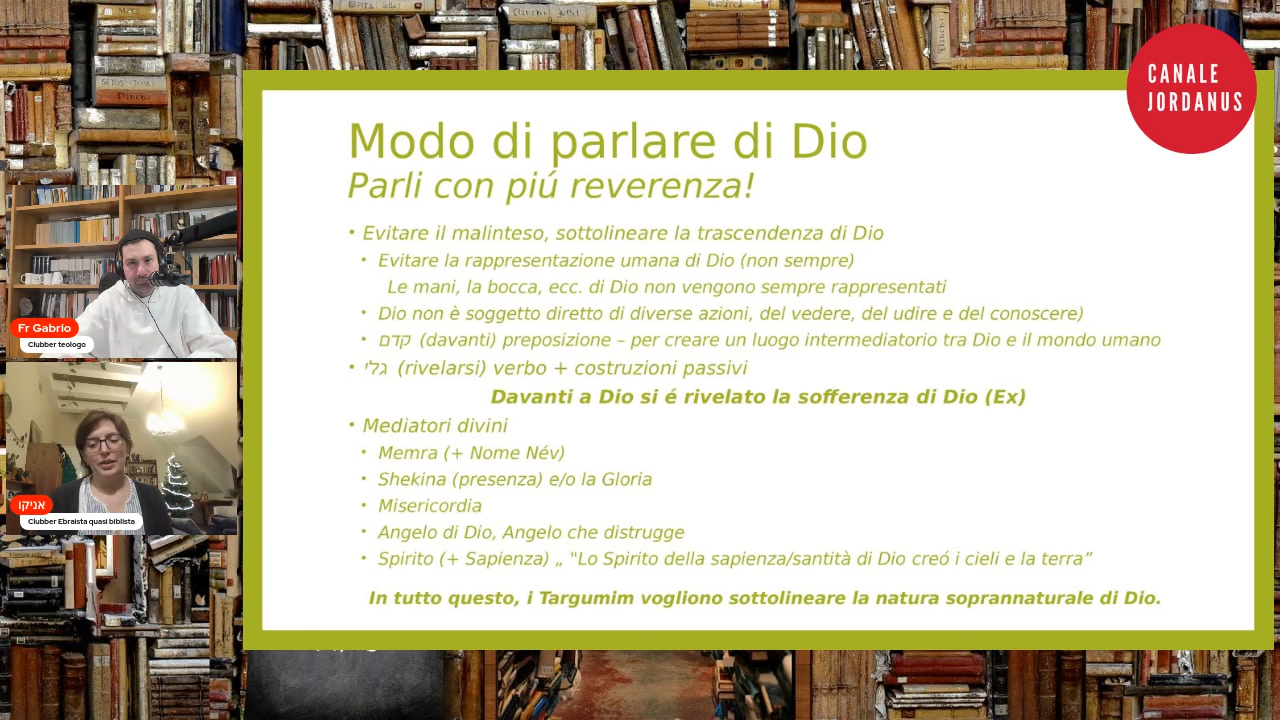 CANALE
JORDANUS
Modo di parlare di Dio
Parli con piú reverenza!
• Evitare il malinteso, sottolineare la trascendenza di Dio
• Evitare la rappresentazione umana di Dio (non sempre)
Le mani, la bocca, ecc. di Dio non vengono sempre rappresentati
• Dio non è soggetto diretto di diverse azioni, del vedere, del udire e del conoscere)
• קדם (davanti) preposizione – per creare un luogo intermediatorio tra Dio e il mondo umano
• גלי (rivelarsi) verbo + costruzioni passivi
Davanti a Dio si é rivelato la sofferenza di Dio (Ex)
• Mediatori divini
• Memra (+ Nome Név)
• Shekina (presenza) e/o la Gloria
• Misericordia
• Angelo di Dio, Angelo che distrugge
• Spirito (+ Sapienza) „ "Lo Spirito della sapienza/santità di Dio creó i cieli e la terra”
In tutto questo, i Targumim vogliono sottolineare la natura soprannaturale di Dio.
Fr Gabrio
Clubber teologo
אניקו
Clubber Ebraista quasi biblista